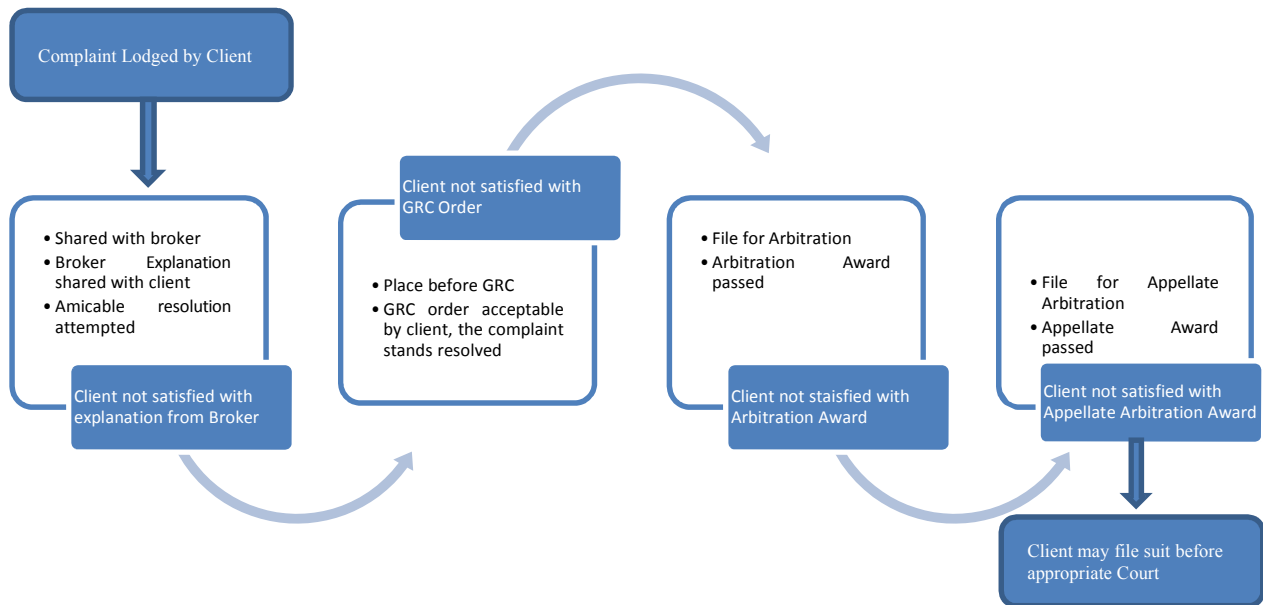 Complaint Lodged by Client
• Shared with broker
• Broker Explanation
shared with client
• Amicable resolution
attempted
Client not satisfied with
explanation from Broker
Client not satisfied with
GRC Order
• Place before GRC
• GRC order acceptable
by client, the complaint
stands resolved
• File for Arbitration
• Arbitration Award
passed
Client not staisfied with
Arbitration Award
• File for Appellate
Arbitration
• Appellate Award
passed
Client not satisfied with
Appellate Arbitration Award
Client may file suit before
appropriate Court